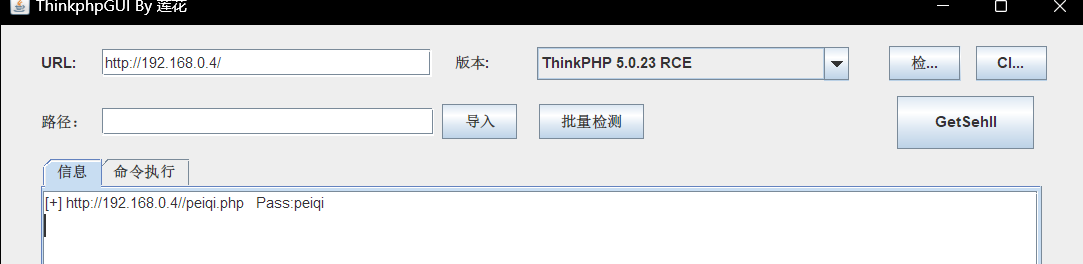 ThinkphpGUI By 莲花
URL: http://192.168.0.4/ 版本: ThinkPHP 5.0.23 RCE 检... Cl...
路径: 导入 批量检测 GetSehll
信息 命令执行
[+] http://192.168.0.4//peiqi.php Pass:peiqi